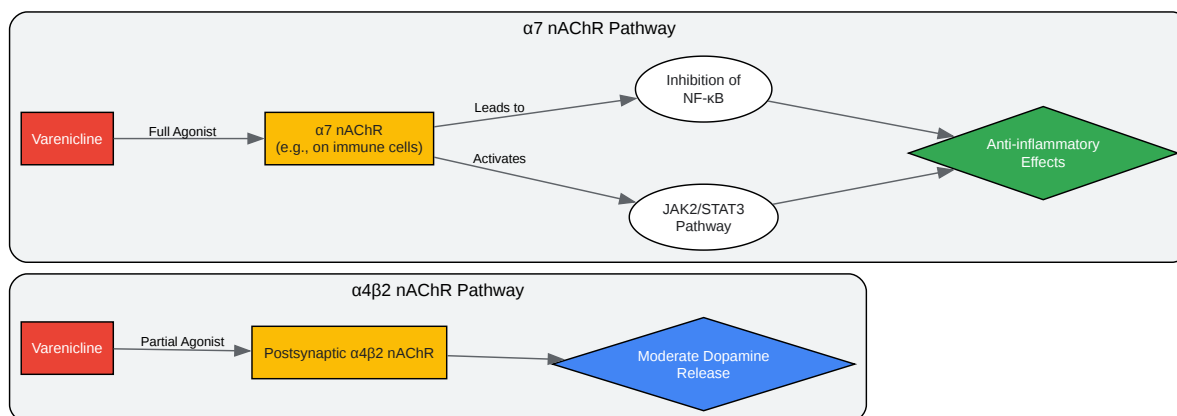 α7 nAChR Pathway
Varenicline
Full Agonist
α7 nAChR
(e.g., on immune cells)
Leads to
Activates
Inhibition of
NF-κB
JAK2/STAT3
Pathway
Anti-inflammatory
Effects
α4β2 nAChR Pathway
Varenicline
Partial Agonist
Postsynaptic α4β2 nAChR
Moderate Dopamine
Release